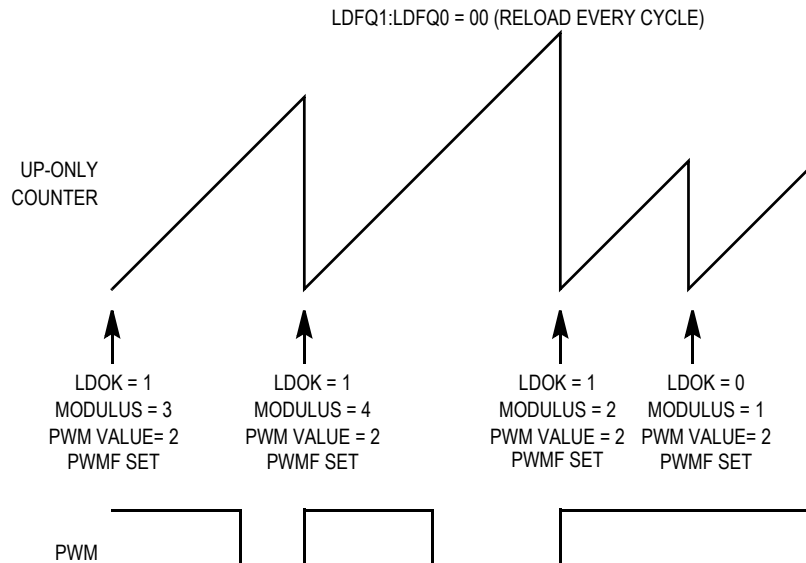 LDFQ1:LDFQ0 = 00 (RELOAD EVERY CYCLE)
UP-ONLY
COUNTER
LDOK = 1
MODULUS = 3
PWM VALUE= 2
PWMF SET
LDOK = 1
MODULUS = 4
PWM VALUE = 2
PWMF SET
LDOK = 1
MODULUS = 2
PWM VALUE = 2
PWMF SET
LDOK = 0
MODULUS = 1
PWM VALUE= 2
PWMF SET
PWM